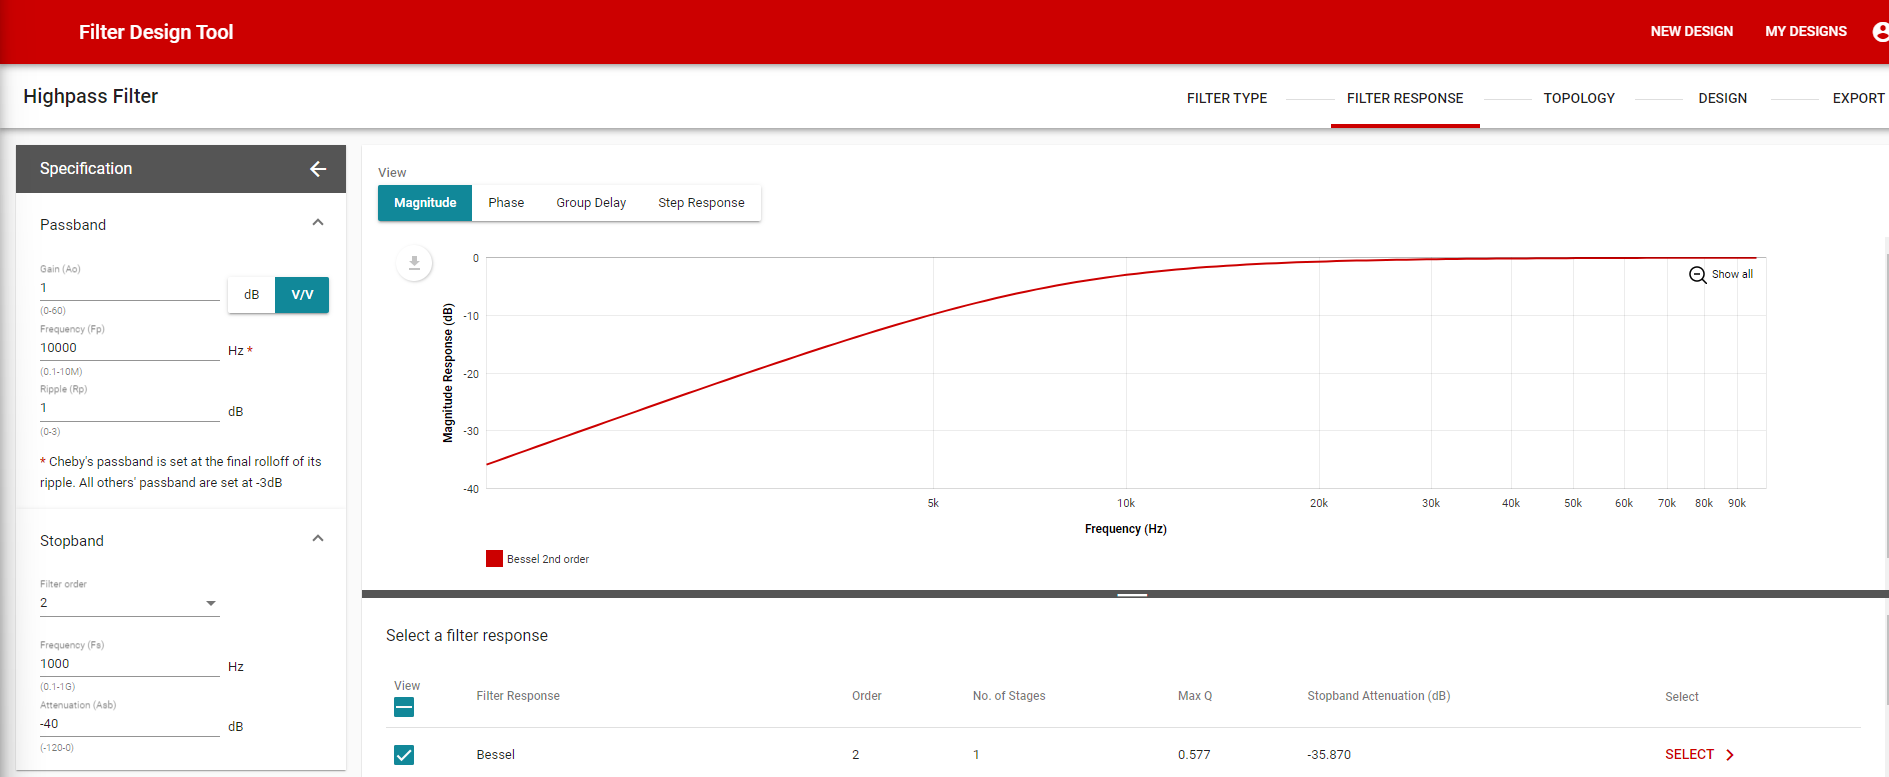 Filter Design Tool
NEW DESIGN
MY DESIGNS
Highpass Filter
FILTER TYPE
FILTER RESPONSE
TOPOLOGY
DESIGN
EXPORT
Specification
Passband
Gain (Ao)
1
dB
V/V
(0-60)
Frequency (Fp)
10000
Hz *
(0.1-10M)
Ripple (Rp)
1
dB
(0-3)
* Cheby's passband is set at the final rolloff of its
ripple. All others' passband are set at -3dB
Stopband
Filter order
2
Frequency (Fs)
1000
Hz
(0.1-1G)
Attenuation (Asb)
-40
dB
(-120-0)
View
Magnitude
Phase
Group Delay
Step Response
Show all
Magnitude Response (dB)
0
-10
-20
-30
-40
5k
10k
20k
30k
40k
50k
60k
70k
80k
90k
Frequency (Hz)
Bessel 2nd order
Select a filter response
View
Filter Response
Order
No. of Stages
Max Q
Stopband Attenuation (dB)
Select
Bessel
2
1
0.577
-35.870
SELECT